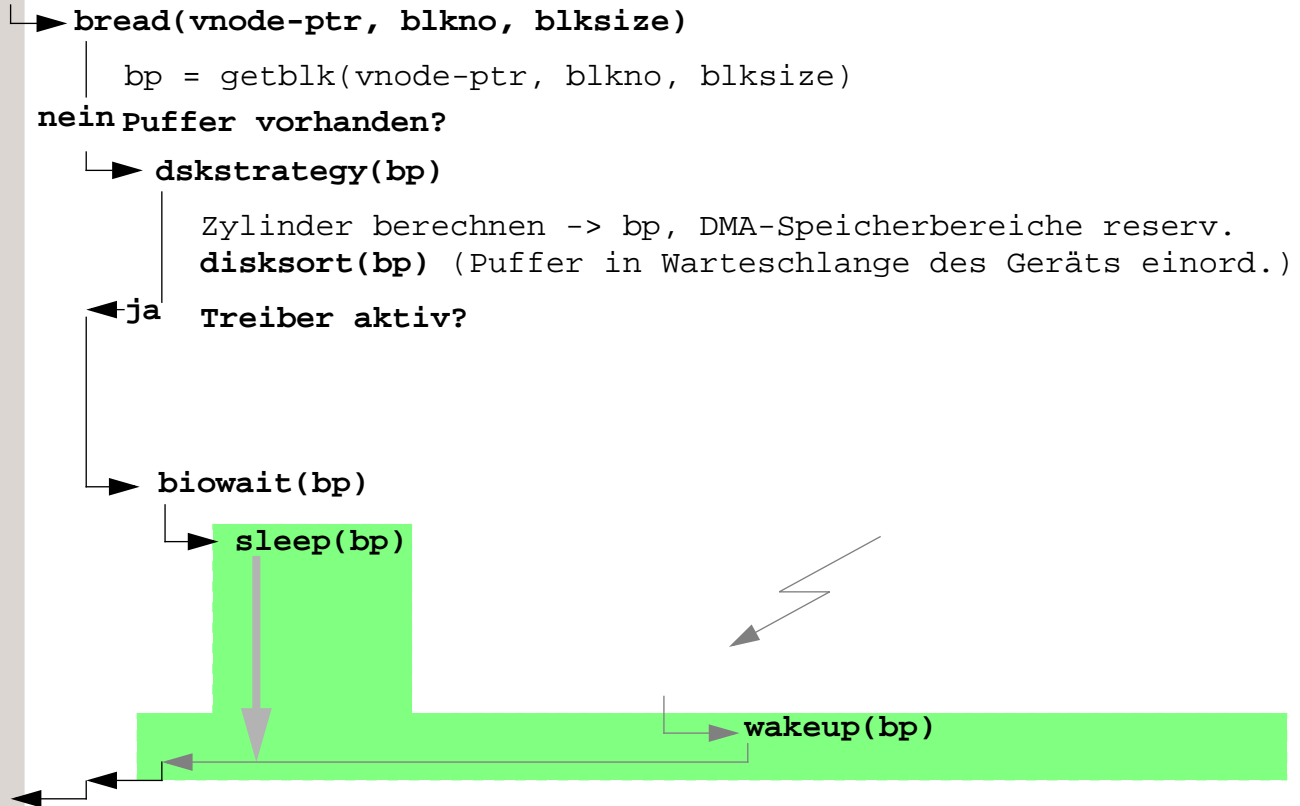 bread(vnode-ptr, blkno, blksize)
bp = getblk(vnode-ptr, blkno, blksize)
nein Puffer vorhanden?
dskstrategy(bp)
Zylinder berechnen -> bp, DMA-Speicherbereiche reserv.
disksort(bp) (Puffer in Warteschlange des Geräts einord.)
ja Treiber aktiv?
biowait(bp)
sleep(bp)
wakeup(bp)